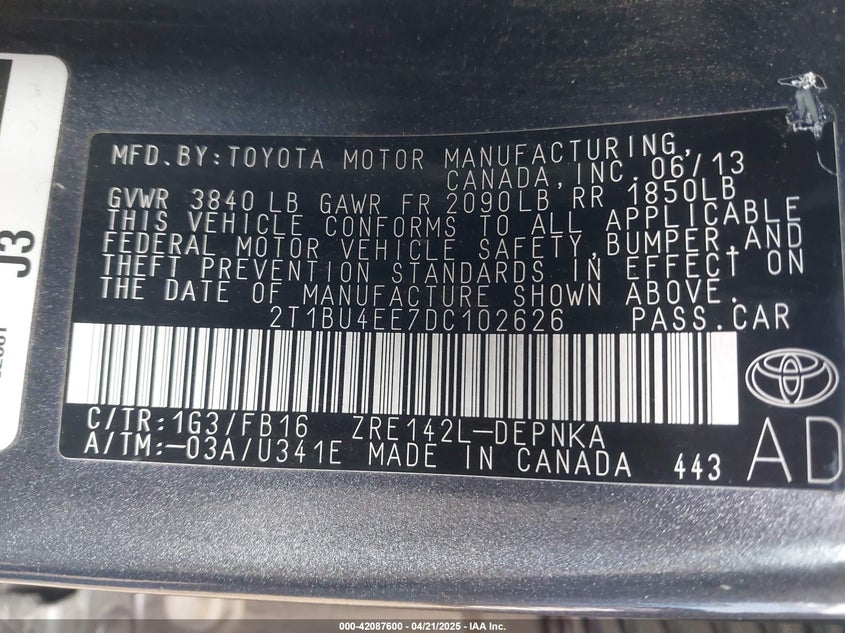 MFD.BY:TOYOTA MOTOR MANUFACTURING,
CANADA,INC. 06/13
GVWR 3840 LB GAWR FR 2090LB RR 1850LB
THIS VEHICLE CONFORMS TO ALL APPLICABLE
FEDERAL MOTOR VEHICLE SAFETY,BUMPER,AND
THEFT PREVENTION STANDARDS IN EFFECT ON
THE DATE OF MANUFACTURE SHOWN ABOVE.
2T1BU4EE7DC102626 PASS.CAR
C/TR:1G3/FB16 ZRE142L-DEPNKA
A/TM:-03A/U341E MADE IN CANADA 443
AD
J3
000-42087600 - 04/21/2025 - IAA Inc.